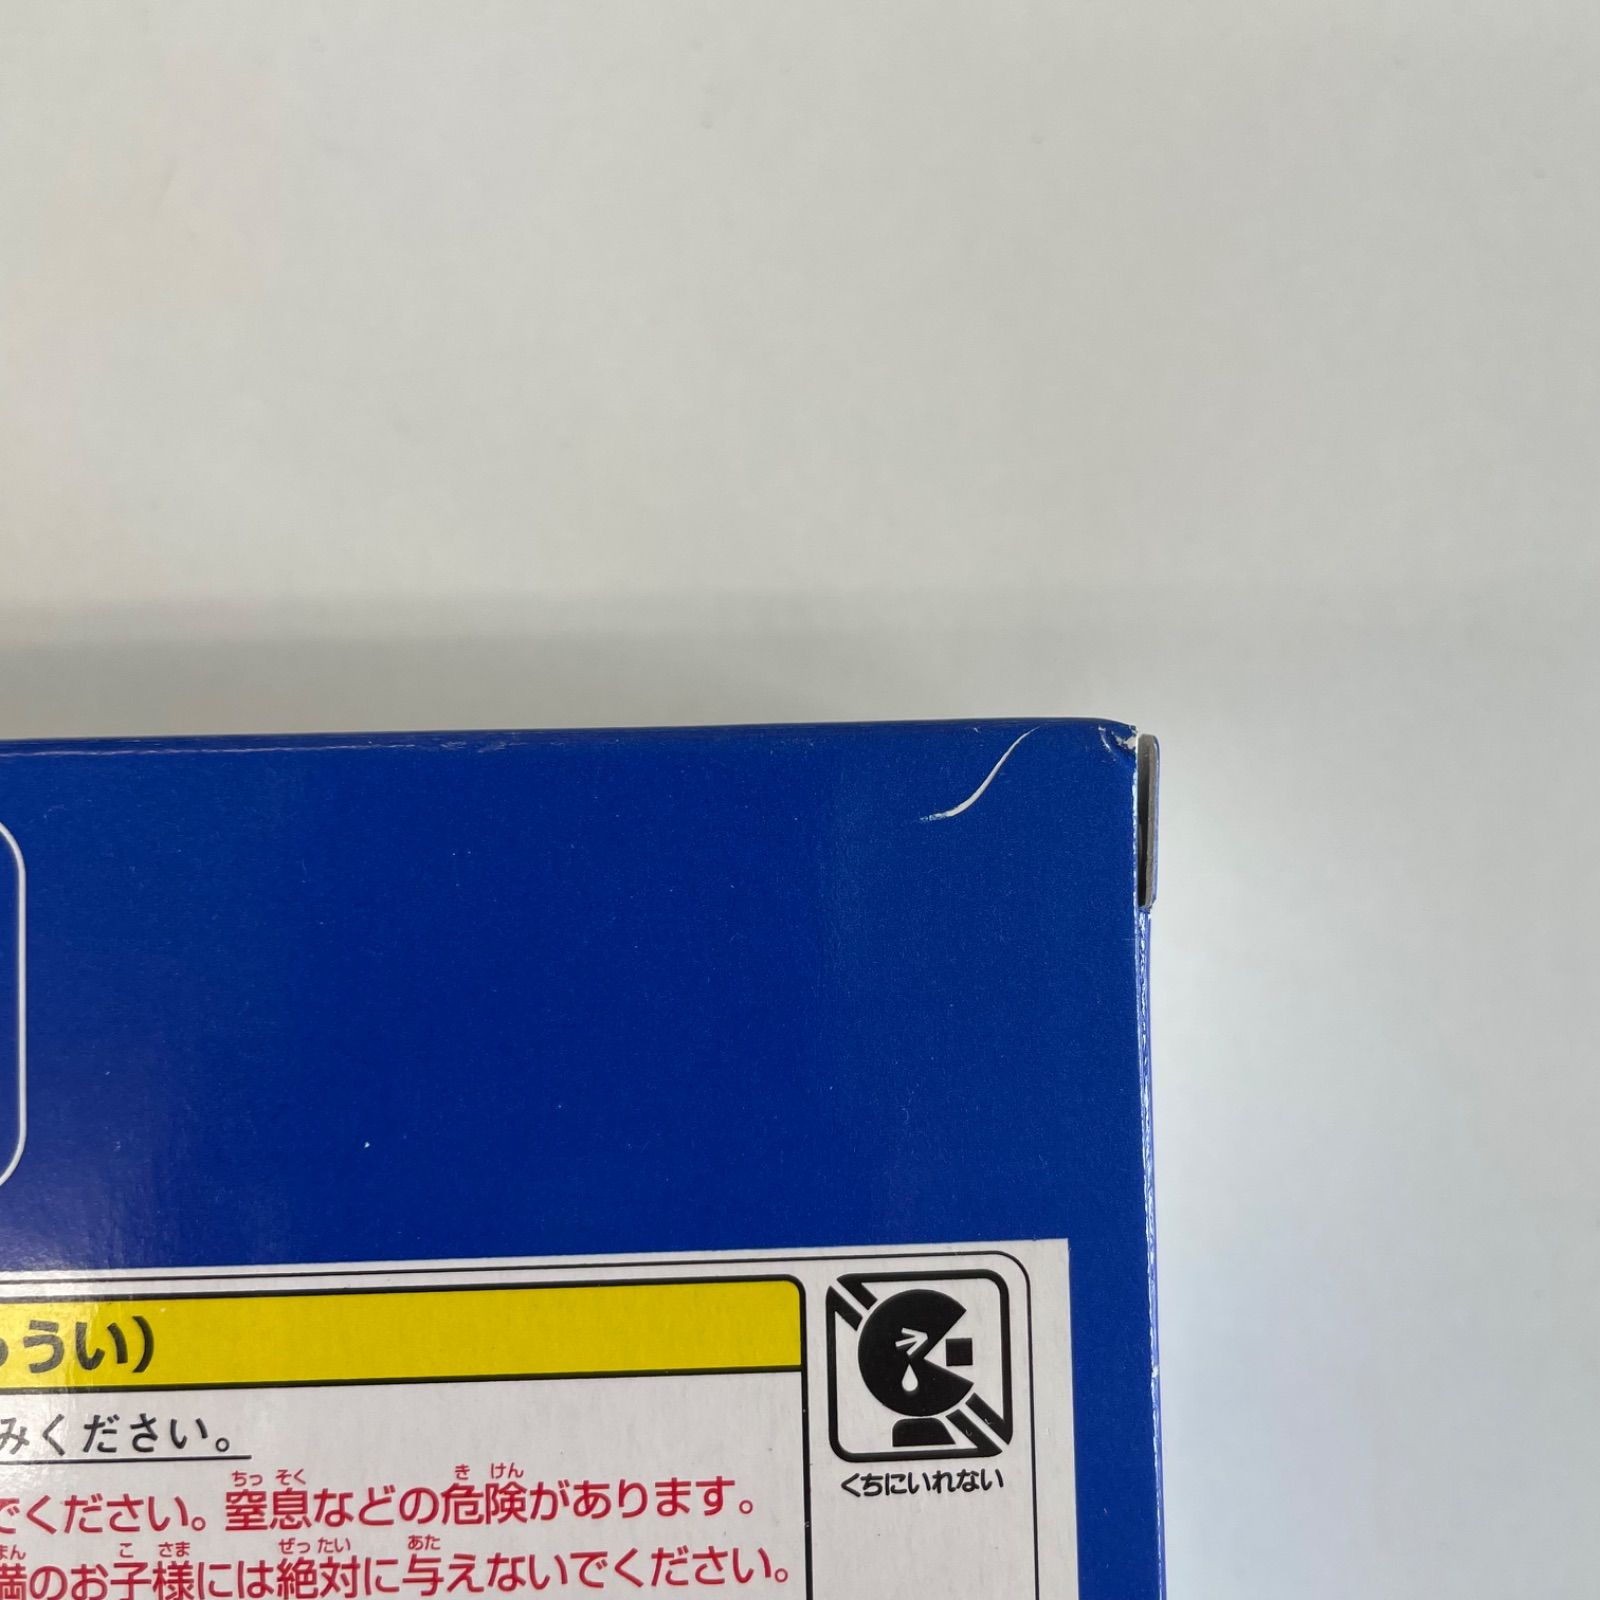 うい）
みください。
でください。窒息などの危険があります。
満のお子様には絶対に与えないでください。
くちにいれない